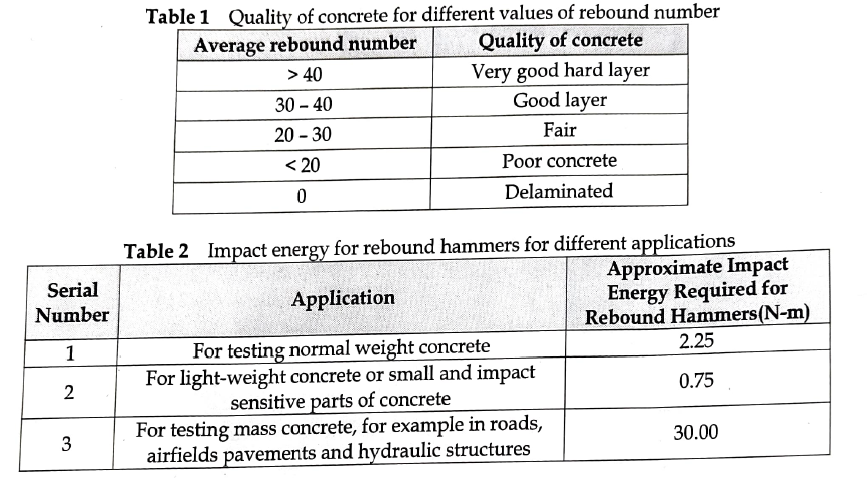 Table 1 Quality of concrete for different values of rebound number
Average rebound number Quality of concrete
> 40 Very good hard layer
30 – 40 Good layer
20 – 30 Fair
< 20 Poor concrete
0 Delaminated
Table 2 Impact energy for rebound hammers for different applications
Serial
Number
Application
Approximate Impact
Energy Required for
Rebound Hammers(N-m)
1 For testing normal weight concrete 2.25
2
For light-weight concrete or small and impact
sensitive parts of concrete
0.75
3
For testing mass concrete, for example in roads,
airfields pavements and hydraulic structures
30.00